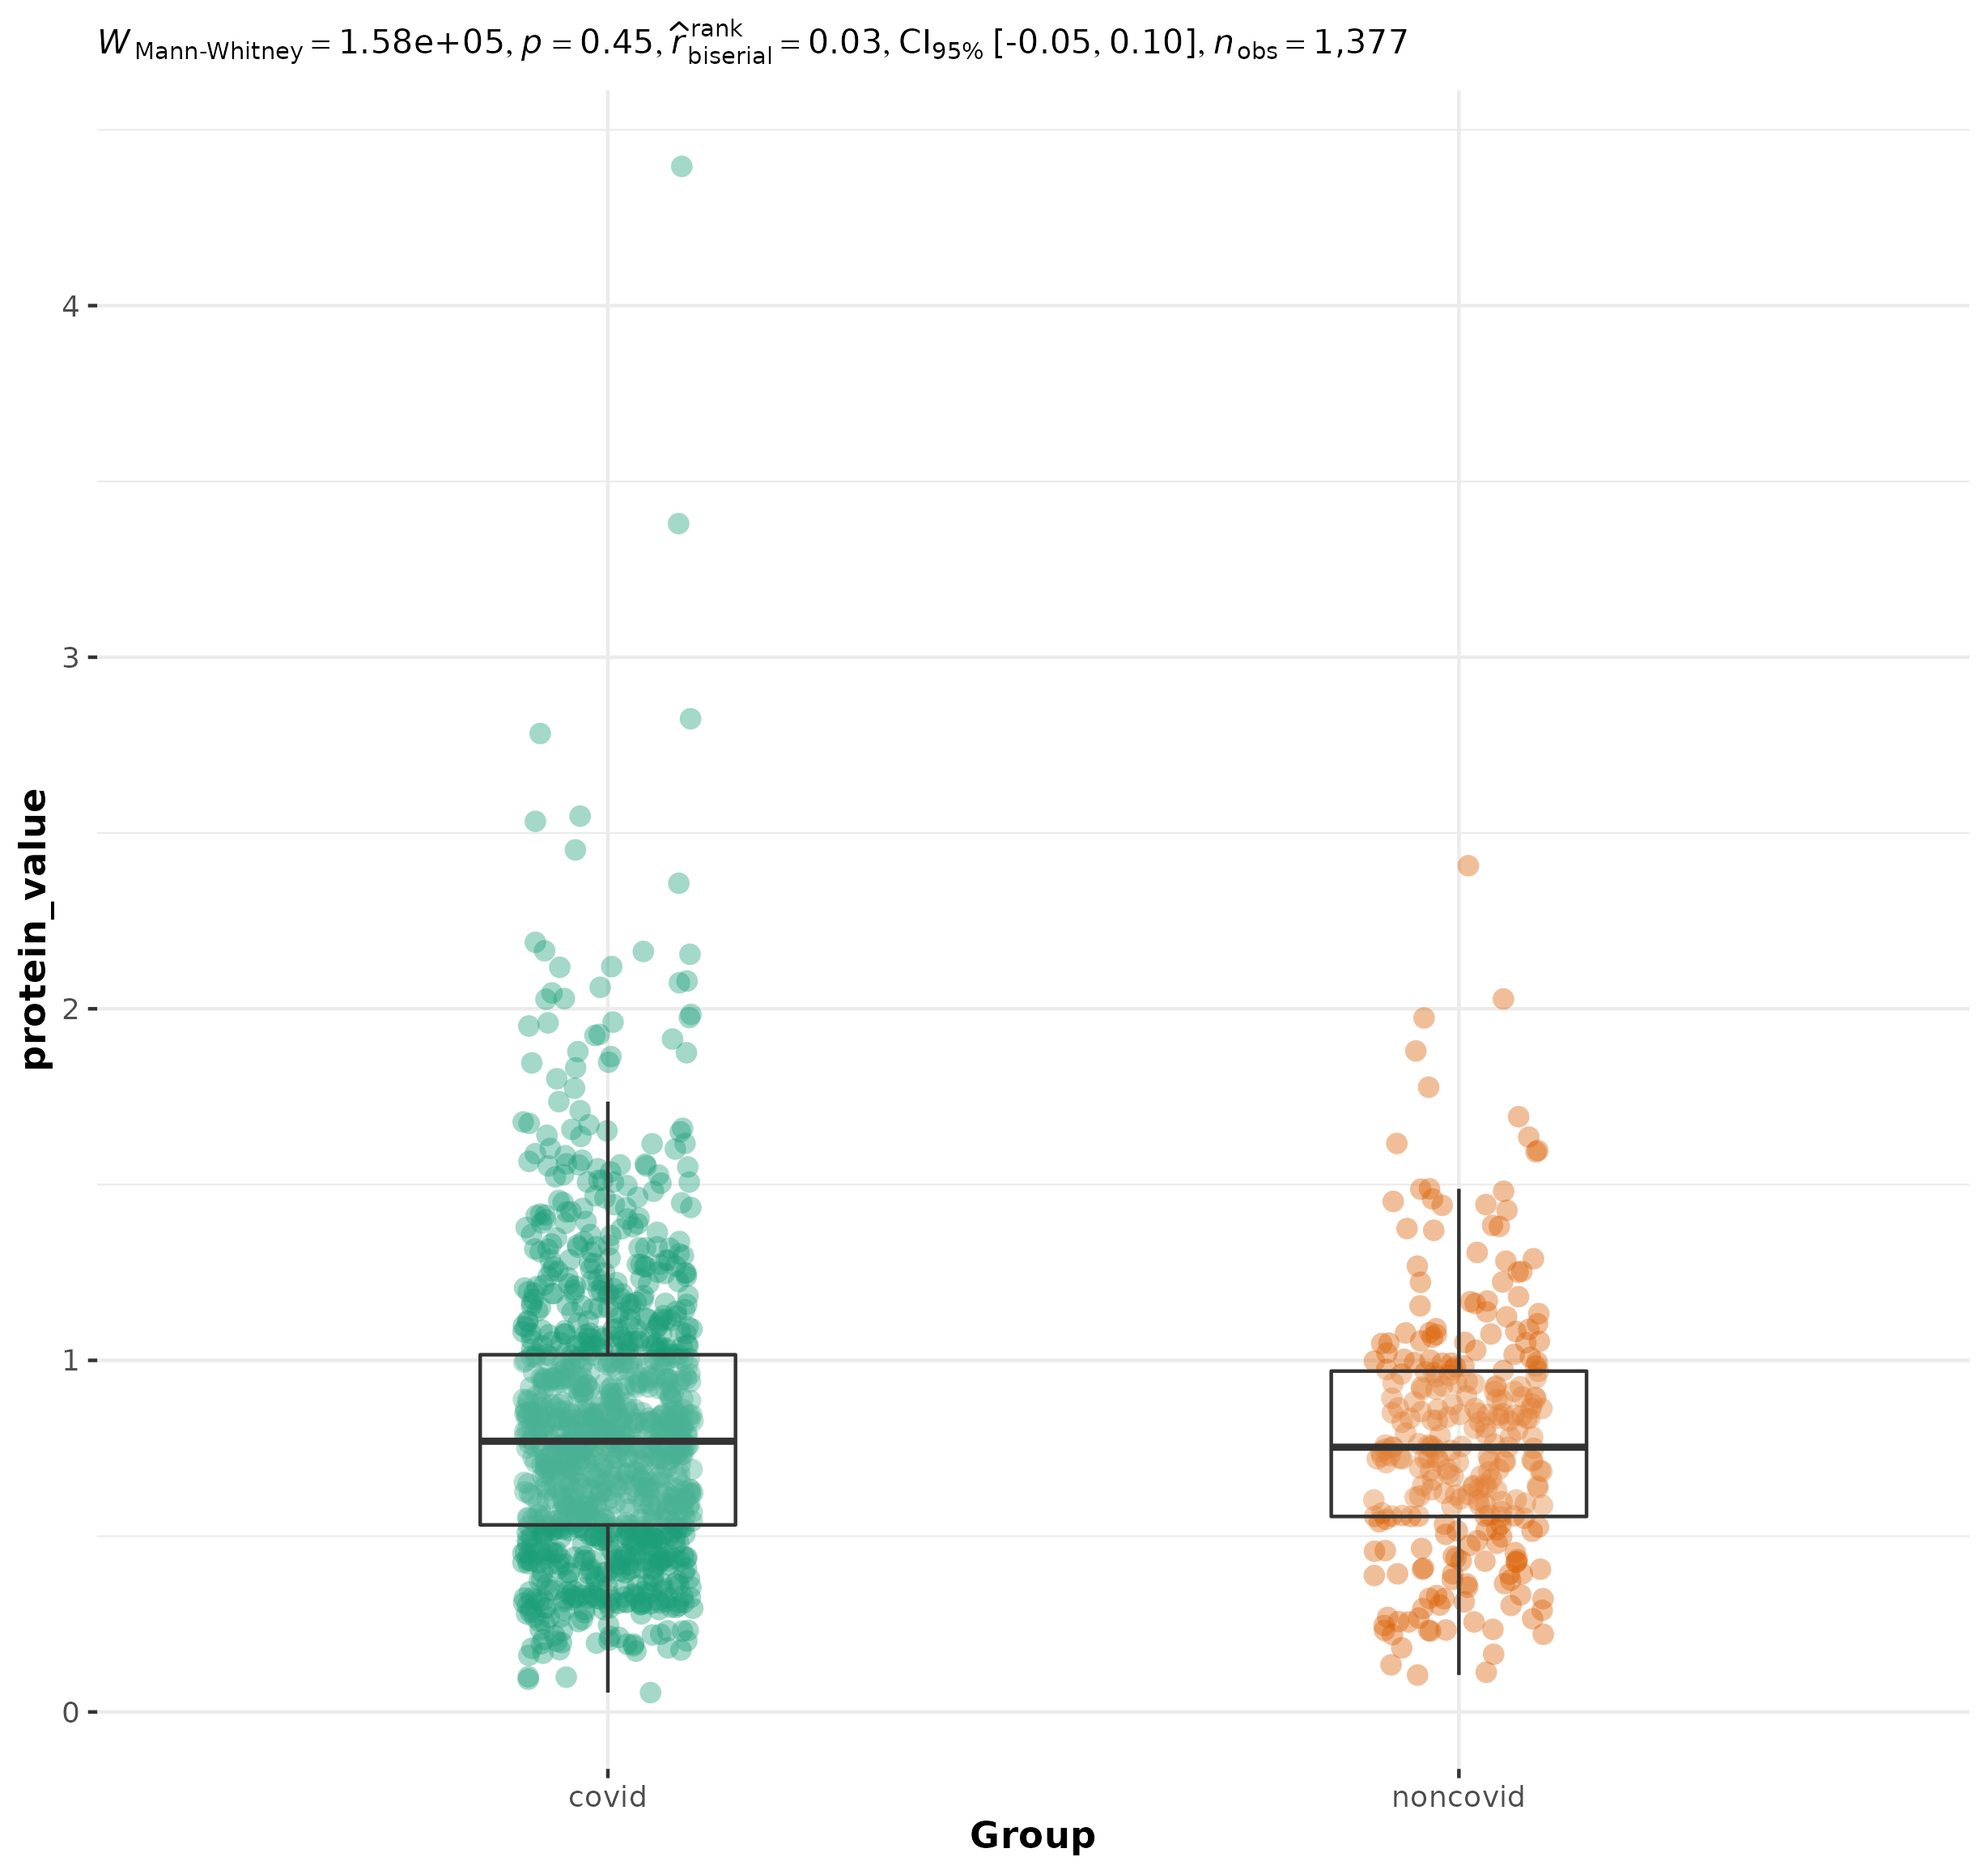 W Mann-Whitney = 1.58e+05, p = 0.45, r̂ rank biserial = 0.03, CI95% [-0.05, 0.10], n obs = 1,377
4
3
2
1
0
protein_value
covid noncovid
Group